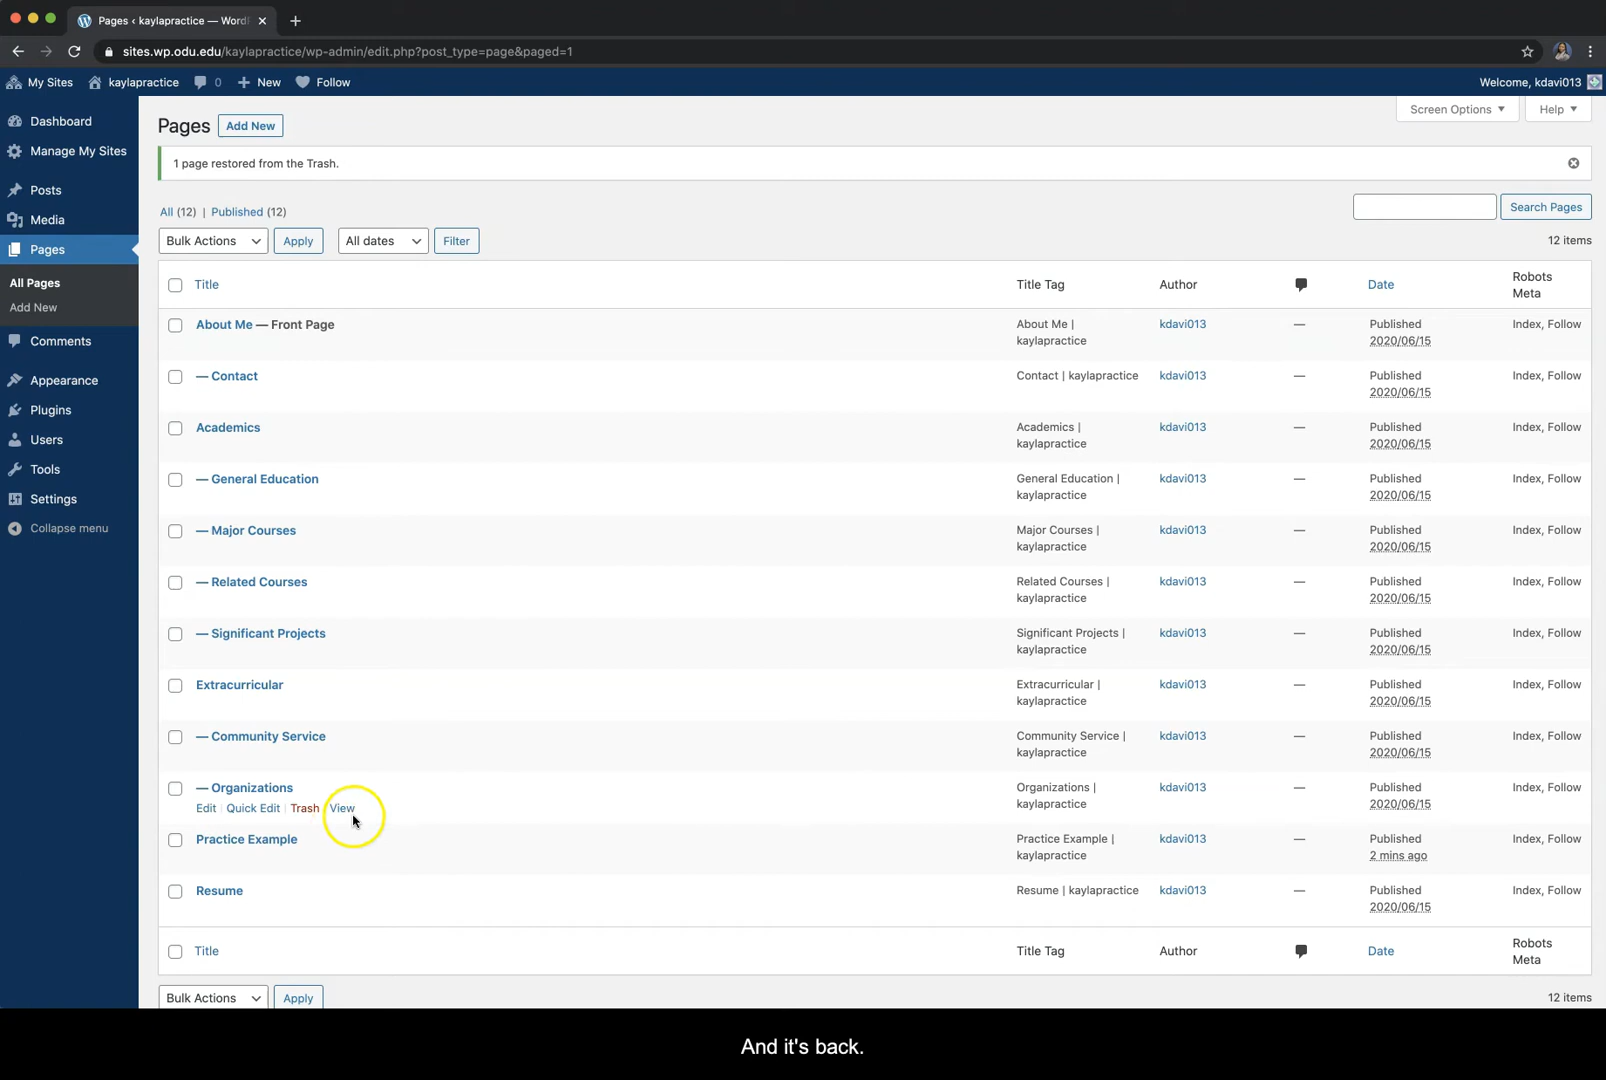 Pages ‹ kaylapractice — WordP
sites.wp.odu.edu/kaylapractice/wp-admin/edit.php?post_type=page&paged=1
My Sites kaylapractice 0 New Follow Welcome, kdavi013
Dashboard
Manage My Sites
Posts
Media
Pages
All Pages
Add New
Comments
Appearance
Plugins
Users
Tools
Settings
Collapse menu
Screen Options Help
Pages Add New
1 page restored from the Trash.
All (12) | Published (12)
Search Pages
Bulk Actions Apply All dates Filter 12 items
Title Title Tag Author Date Robots Meta
About Me — Front Page About Me | kaylapractice kdavi013 — Published 2020/06/15 Index, Follow
— Contact Contact | kaylapractice kdavi013 — Published 2020/06/15 Index, Follow
Academics Academics | kaylapractice kdavi013 — Published 2020/06/15 Index, Follow
— General Education General Education | kaylapractice kdavi013 — Published 2020/06/15 Index, Follow
— Major Courses Major Courses | kaylapractice kdavi013 — Published 2020/06/15 Index, Follow
— Related Courses Related Courses | kaylapractice kdavi013 — Published 2020/06/15 Index, Follow
— Significant Projects Significant Projects | kaylapractice kdavi013 — Published 2020/06/15 Index, Follow
Extracurricular Extracurricular | kaylapractice kdavi013 — Published 2020/06/15 Index, Follow
— Community Service Community Service | kaylapractice kdavi013 — Published 2020/06/15 Index, Follow
— Organizations Organizations | kaylapractice kdavi013 — Published 2020/06/15 Index, Follow
Edit | Quick Edit | Trash | View
Practice Example Practice Example | kaylapractice kdavi013 — Published 2 mins ago Index, Follow
Resume Resume | kaylapractice kdavi013 — Published 2020/06/15 Index, Follow
Title Title Tag Author Date Robots Meta
Bulk Actions Apply 12 items
And it's back.